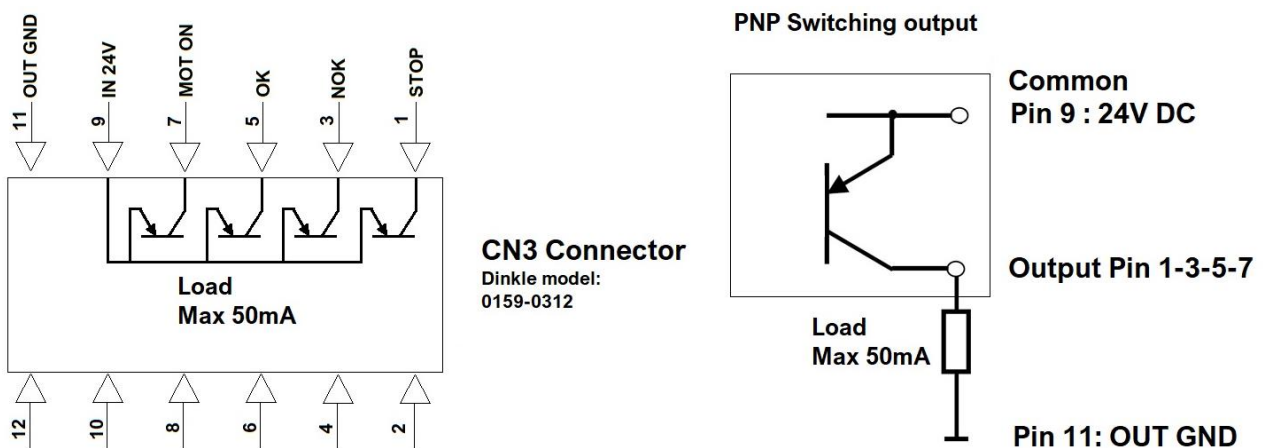 PNP Switching output
11 OUT GND
9 IN 24V
7 MOT ON
5 OK
3 NOK
1 STOP
Load
Max 50mA
12
10
8
6
4
2
CN3 Connector
Dinkle model:
0159-0312
Common
Pin 9 : 24V DC
Output Pin 1-3-5-7
Load
Max 50mA
Pin 11: OUT GND